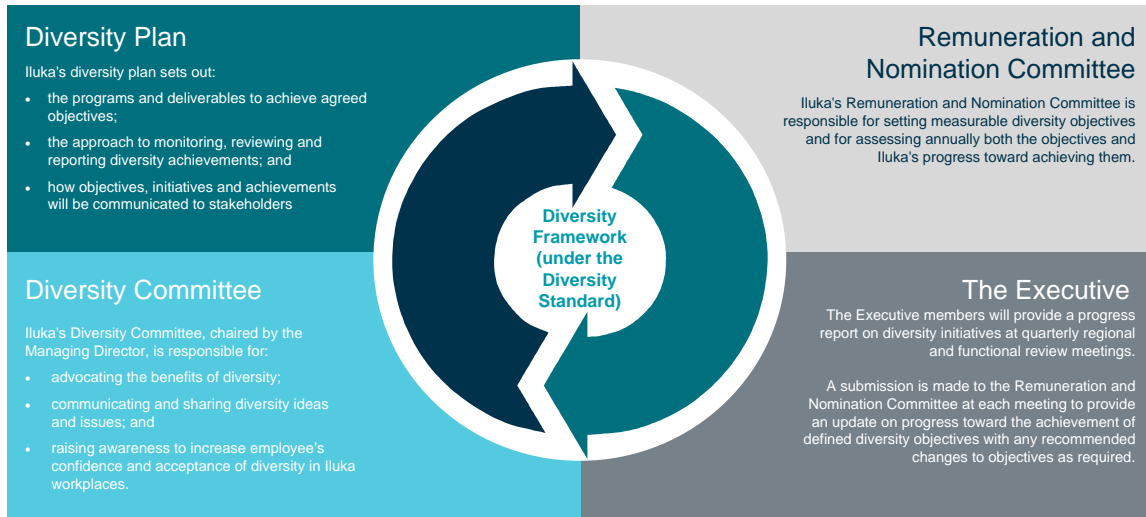 Diversity Plan
Iluka's diversity plan sets out:
• the programs and deliverables to achieve agreed
objectives;
• the approach to monitoring, reviewing and
reporting diversity achievements; and
• how objectives, initiatives and achievements
will be communicated to stakeholders
Remuneration and
Nomination Committee
Iluka's Remuneration and Nomination Committee is
responsible for setting measurable diversity objectives
and for assessing annually both the objectives and
Iluka's progress toward achieving them.
Diversity
Framework
(under the
Diversity
Standard)
Diversity Committee
Iluka's Diversity Committee, chaired by the
Managing Director, is responsible for:
• advocating the benefits of diversity;
• communicating and sharing diversity ideas
and issues; and
• raising awareness to increase employee's
confidence and acceptance of diversity in Iluka
workplaces.
The Executive
The Executive members will provide a progress
report on diversity initiatives at quarterly regional
and functional review meetings.
A submission is made to the Remuneration and
Nomination Committee at each meeting to provide
an update on progress toward the achievement of
defined diversity objectives with any recommended
changes to objectives as required.